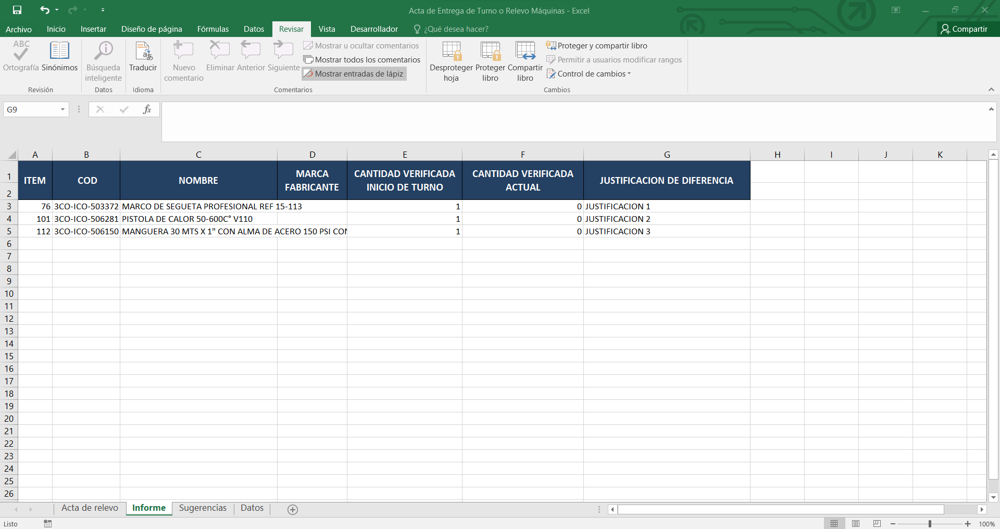 Acta de Entrega de Turno o Relevo Máquinas - Excel
Archivo Inicio Insertar Diseño de página Fórmulas Datos Revisar Vista Desarrollador ¿Qué desea hacer? Compartir
ABC
Ortografía Sinónimos Búsqueda inteligente Traducir Nuevo comentario Eliminar Anterior Siguiente
Mostrar u ocultar comentarios
Mostrar todos los comentarios
Mostrar entradas de lápiz
Desproteger hoja Proteger libro Compartir libro
Proteger y compartir libro
Permitir a usuarios modificar rangos
Control de cambios
Revisión Datos Idioma Comentarios Cambios
G9 fx
A B C D E F G H I J K
1 2 ITEM COD NOMBRE MARCA FABRICANTE CANTIDAD VERIFICADA INICIO DE TURNO CANTIDAD VERIFICADA ACTUAL JUSTIFICACION DE DIFERENCIA
3 76 3CO-ICO-503372 MARCO DE SEGUETA PROFESIONAL REF 15-113 1 0 JUSTIFICACION 1
4 101 3CO-ICO-506281 PISTOLA DE CALOR 50-600C° V110 1 0 JUSTIFICACION 2
5 112 3CO-ICO-506150 MANGUERA 30 MTS X 1" CON ALMA DE ACERO 150 PSI CON 1 0 JUSTIFICACION 3
6
7
8
9
10
11
12
13
14
15
16
17
18
19
20
21
22
23
24
25
26
Acta de relevo Informe Sugerencias Datos
Listo 100%